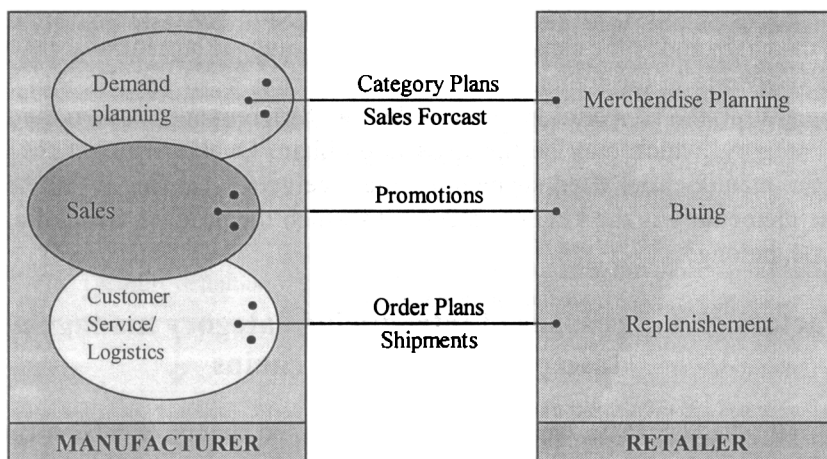 Demand
planning
Category Plans
Sales Forcast
Merchendise Planning
Sales
Promotions
Buing
Customer
Service/
Logistics
Order Plans
Shipments
Replenishement
MANUFACTURER
RETAILER